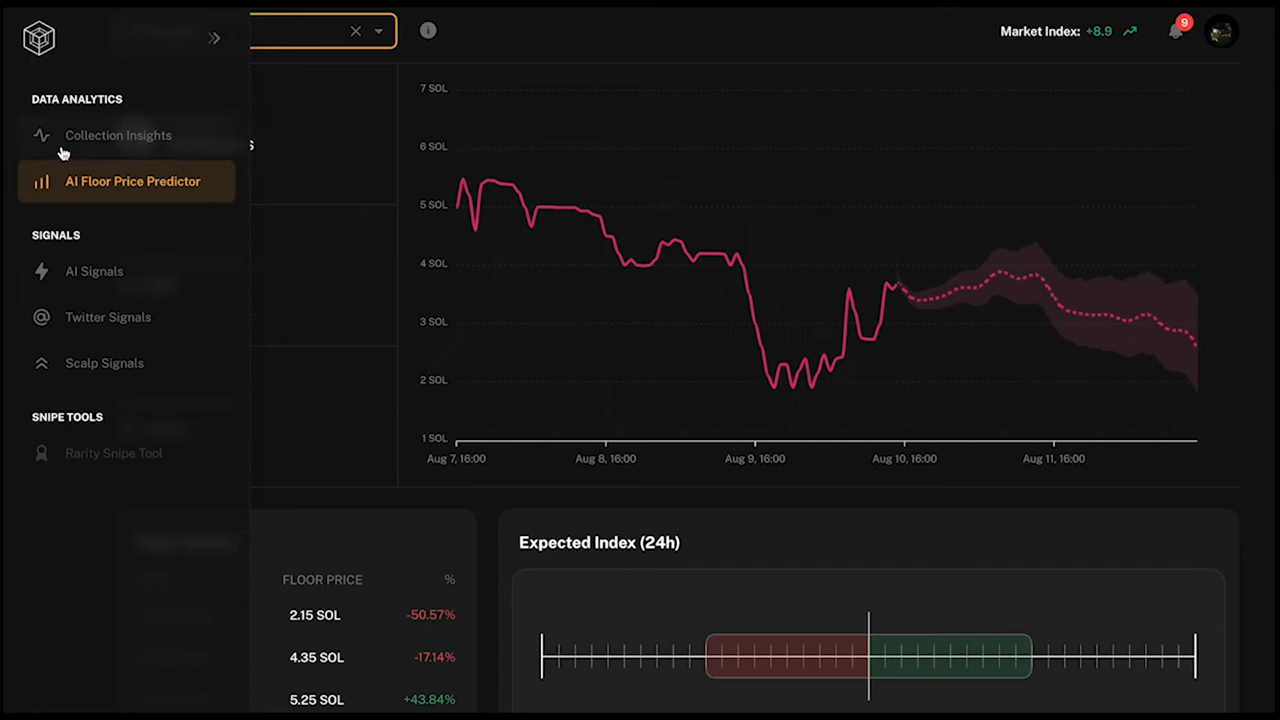 Market Index: +8.9
9
DATA ANALYTICS
Collection Insights
AI Floor Price Predictor
SIGNALS
AI Signals
Twitter Signals
Scalp Signals
SNIPE TOOLS
Rarity Snipe Tool
7 SOL
6 SOL
5 SOL
4 SOL
3 SOL
2 SOL
1 SOL
Aug 7, 16:00 Aug 8, 16:00 Aug 9, 16:00 Aug 10, 16:00 Aug 11, 16:00
FLOOR PRICE %
2.15 SOL -50.57%
4.35 SOL -17.14%
5.25 SOL +43.84%
Expected Index (24h)